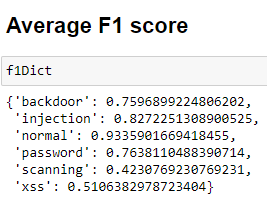 Average F1 score
f1Dict
{'backdoor': 0.7596899224806202,
'injection': 0.8272251308900525,
'normal': 0.9335901669418455,
'password': 0.7638110488390714,
'scanning': 0.4230769230769231,
'xss': 0.5106382978723404}